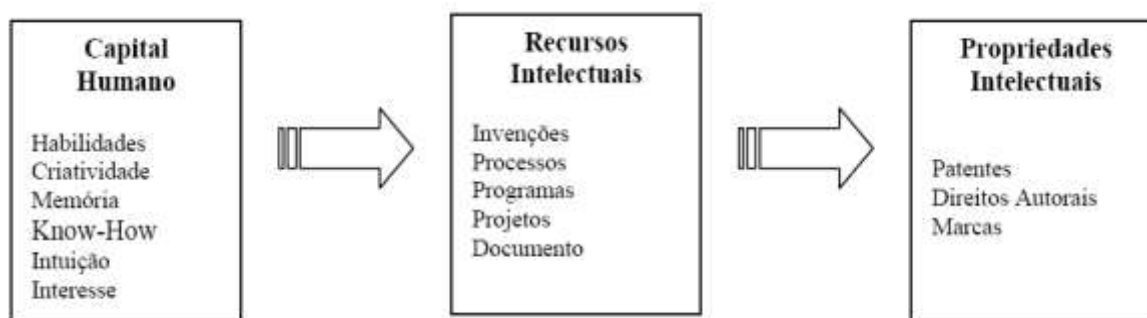 Capital
Humano
Habilidades
Criatividade
Memória
Know-How
Intuição
Interesse
Recursos
Intelectuais
Invenções
Processos
Programas
Projetos
Documento
Propriedades
Intelectuais
Patentes
Direitos Autorais
Marcas